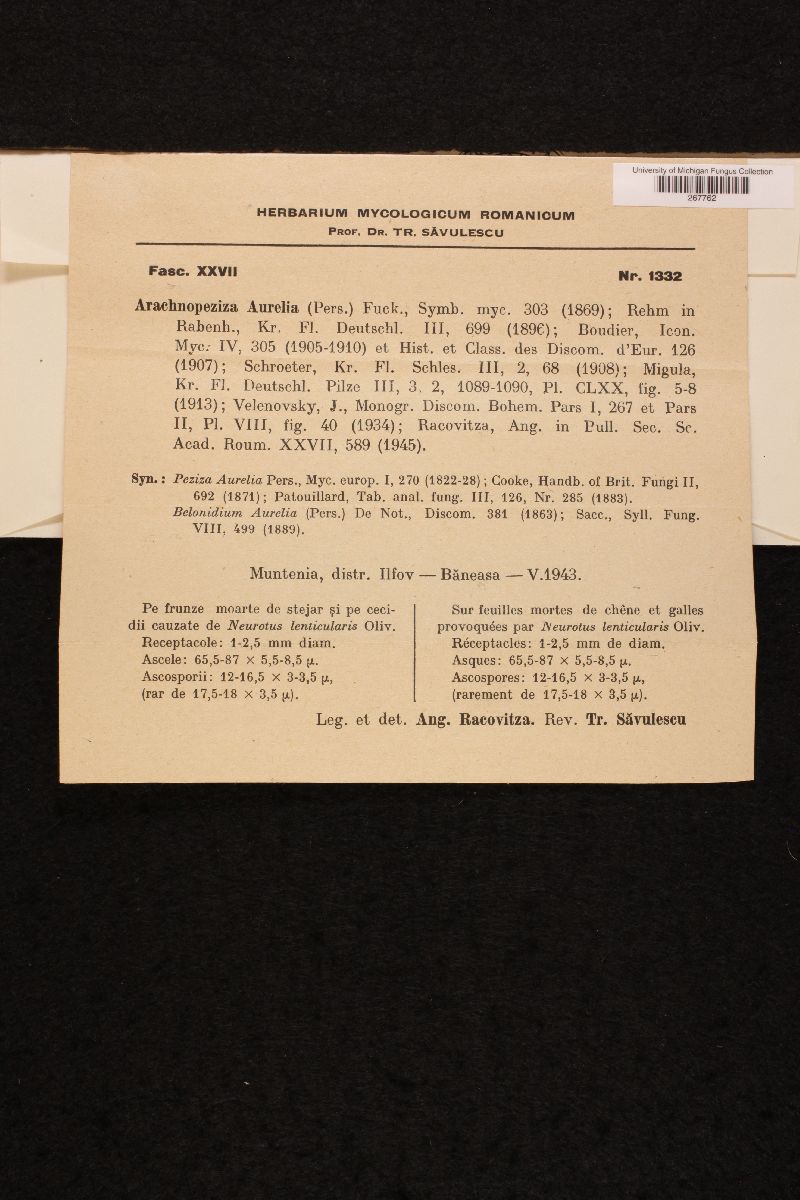 University of Michigan Fungus Collection
267762
HERBARIUM MYCOLOGICUM ROMANICUM
PROF. DR. TR. SĂVULESCU
Fasc. XXVII
Nr. 1332
Arachnopeziza Aurelia (Pers.) Fuck., Symb. myc. 303 (1869); Rehm in
Rabenh., Kr. Fl. Deutschl. III, 699 (1896); Boudier, Icon.
Myc. IV, 305 (1905-1910) et Hist. et Class. des Discom. d'Eur. 126
(1907); Schroeter, Kr. Fl. Schles. III, 2, 68 (1908); Migula,
Kr. Fl. Deutschl. Pilze III, 3, 2, 1089-1090, Pl. CLXX, fig. 5-8
(1913); Velenovsky, J., Monogr. Discom. Bohem. Pars I, 267 et Pars
II, Pl. VIII, fig. 40 (1934); Racovitza, Ang. in Pull. Sec. Sc.
Acad. Roum. XXVII, 589 (1945).
Syn.: Peziza Aurelia Pers., Myc. europ. I, 270 (1822-28); Cooke, Handb. of Brit. Fungi II,
692 (1871); Patouillard, Tab. anal. fung. III, 126, Nr. 285 (1883).
Belonidium Aurelia (Pers.) De Not., Discom. 381 (1863); Sacc., Syll. Fung.
VIII, 499 (1889).
Muntenia, distr. Ilfov — Băneasa — V.1943.
Pe frunze moarte de stejar și pe ceci-
dii cauzate de Neurotus lenticularis Oliv.
Receptacole: 1-2,5 mm diam.
Ascele: 65,5-87 × 5,5-8,5 μ.
Ascosporii: 12-16,5 × 3-3,5 μ,
(rar de 17,5-18 × 3,5 μ).
Sur feuilles mortes de chêne et galles
provoquées par Neurotus lenticularis Oliv.
Réceptacles: 1-2,5 mm de diam.
Asques: 65,5-87 × 5,5-8,5 μ.
Ascospores: 12-16,5 × 3-3,5 μ,
(rarement de 17,5-18 × 3,5 μ).
Leg. et det. Ang. Racovitza. Rev. Tr. Săvulescu